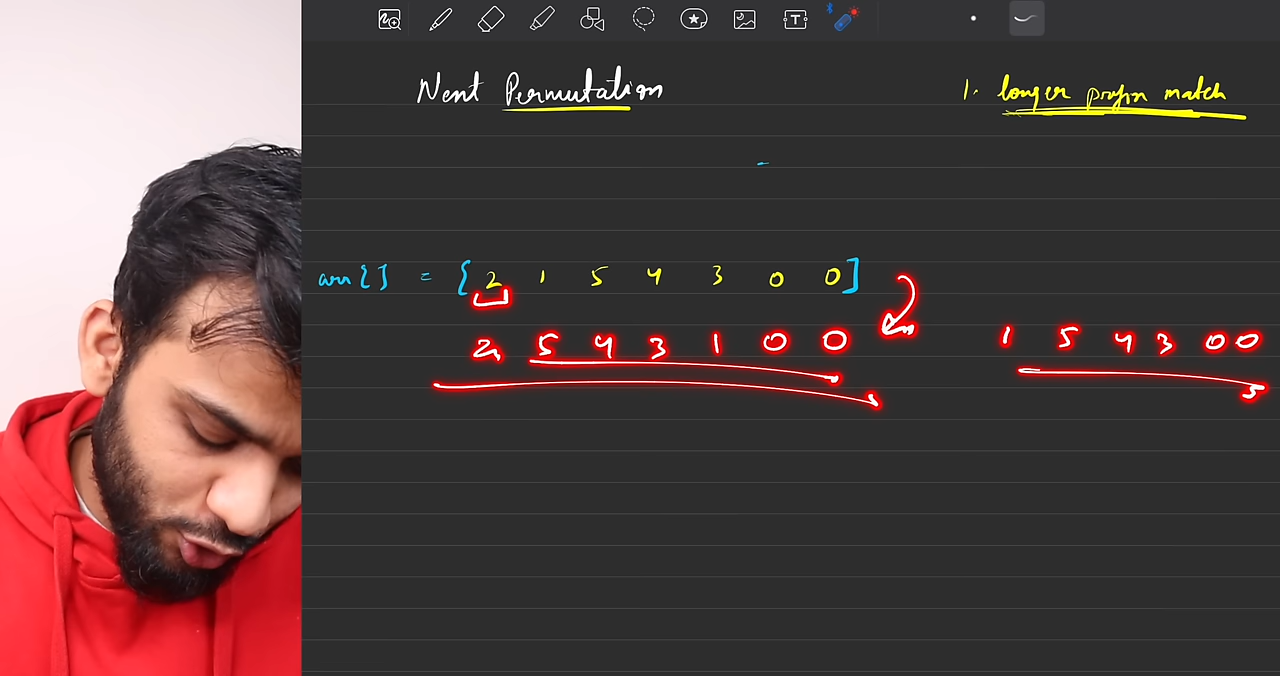 Next Permutation
1. longer prefix match
arr[] = [2 1 5 4 3 0 0]
2 5 4 3 1 0 0
1 5 4 3 0 0